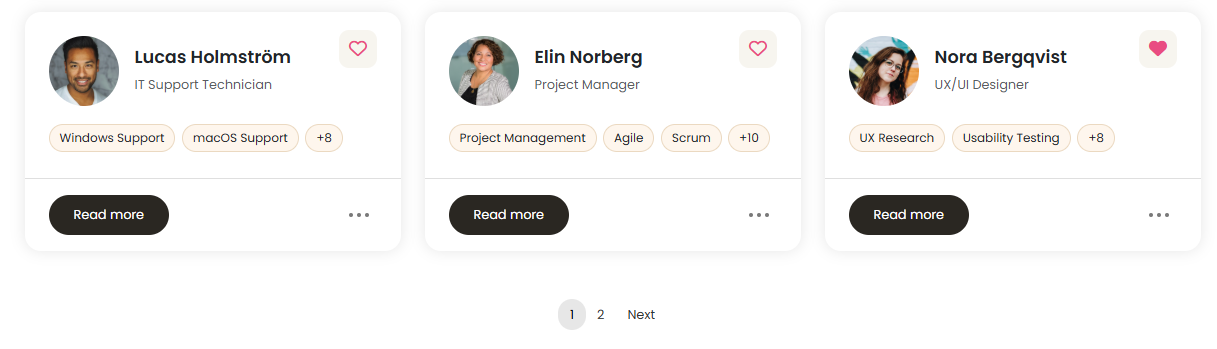 Lucas Holmström
IT Support Technician
Windows Support macOS Support +8
Read more
Elin Norberg
Project Manager
Project Management Agile Scrum +10
Read more
Nora Bergqvist
UX/UI Designer
UX Research Usability Testing +8
Read more
1 2 Next